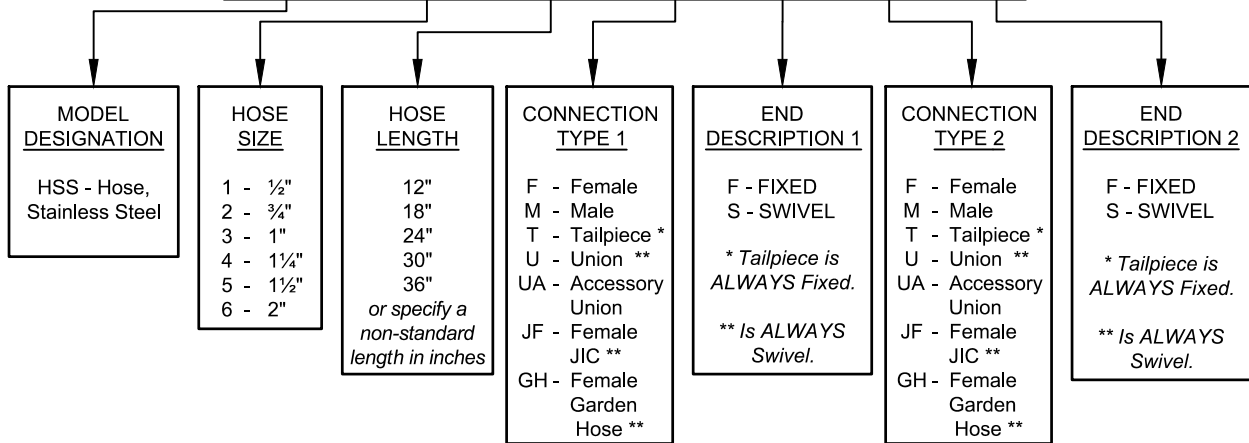 MODEL
DESIGNATION
HSS - Hose,
Stainless Steel
HOSE
SIZE
1 - ½"
2 - ¾"
3 - 1"
4 - 1¼"
5 - 1½"
6 - 2"
HOSE
LENGTH
12"
18"
24"
30"
36"
or specify a
non-standard
length in inches
CONNECTION
TYPE 1
F - Female
M - Male
T - Tailpiece *
U - Union **
UA - Accessory
Union
JF - Female
JIC **
GH - Female
Garden
Hose **
END
DESCRIPTION 1
F - FIXED
S - SWIVEL
* Tailpiece is
ALWAYS Fixed.
** Is ALWAYS
Swivel.
CONNECTION
TYPE 2
F - Female
M - Male
T - Tailpiece *
U - Union **
UA - Accessory
Union
JF - Female
JIC **
GH - Female
Garden
Hose **
END
DESCRIPTION 2
F - FIXED
S - SWIVEL
* Tailpiece is
ALWAYS Fixed.
** Is ALWAYS
Swivel.